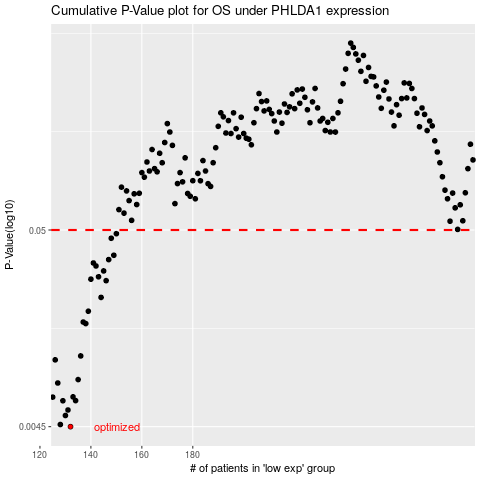 Cumulative P-Value plot for OS under PHLDA1 expression
P-Value(log10)
0.05
0.0045
optimized
120 140 160 180
# of patients in 'low exp' group